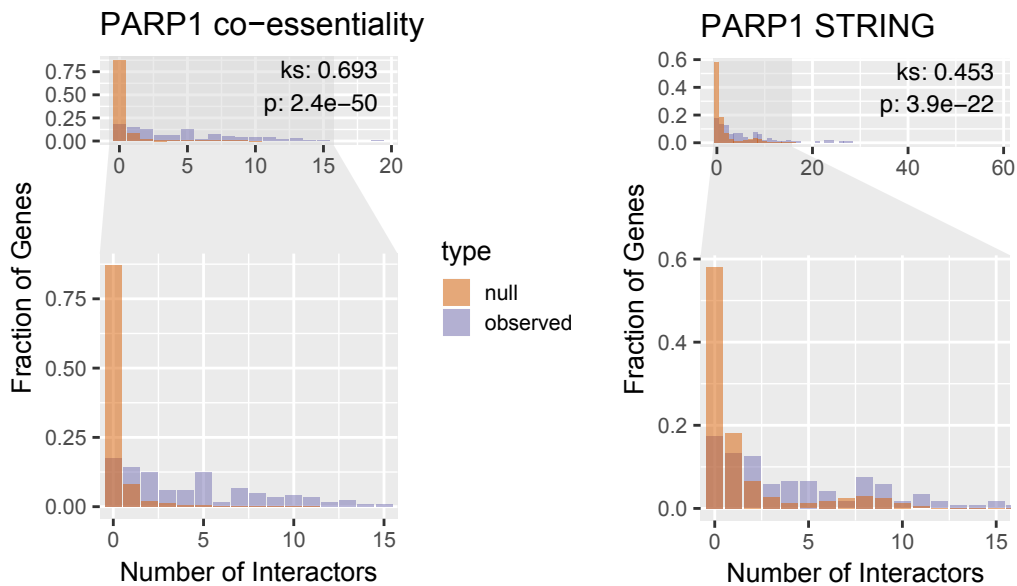 PARP1 co−essentiality
0.75
0.50
0.25
0.00
ks: 0.693
p: 2.4e−50
0 5 10 15 20
Fraction of Genes
0.75
0.50
0.25
0.00
0 5 10 15
Number of Interactors
type
null
observed
PARP1 STRING
0.6
0.4
0.2
0.0
ks: 0.453
p: 3.9e−22
0 20 40 60
Fraction of Genes
0.6
0.4
0.2
0.0
0 5 10 15
Number of Interactors